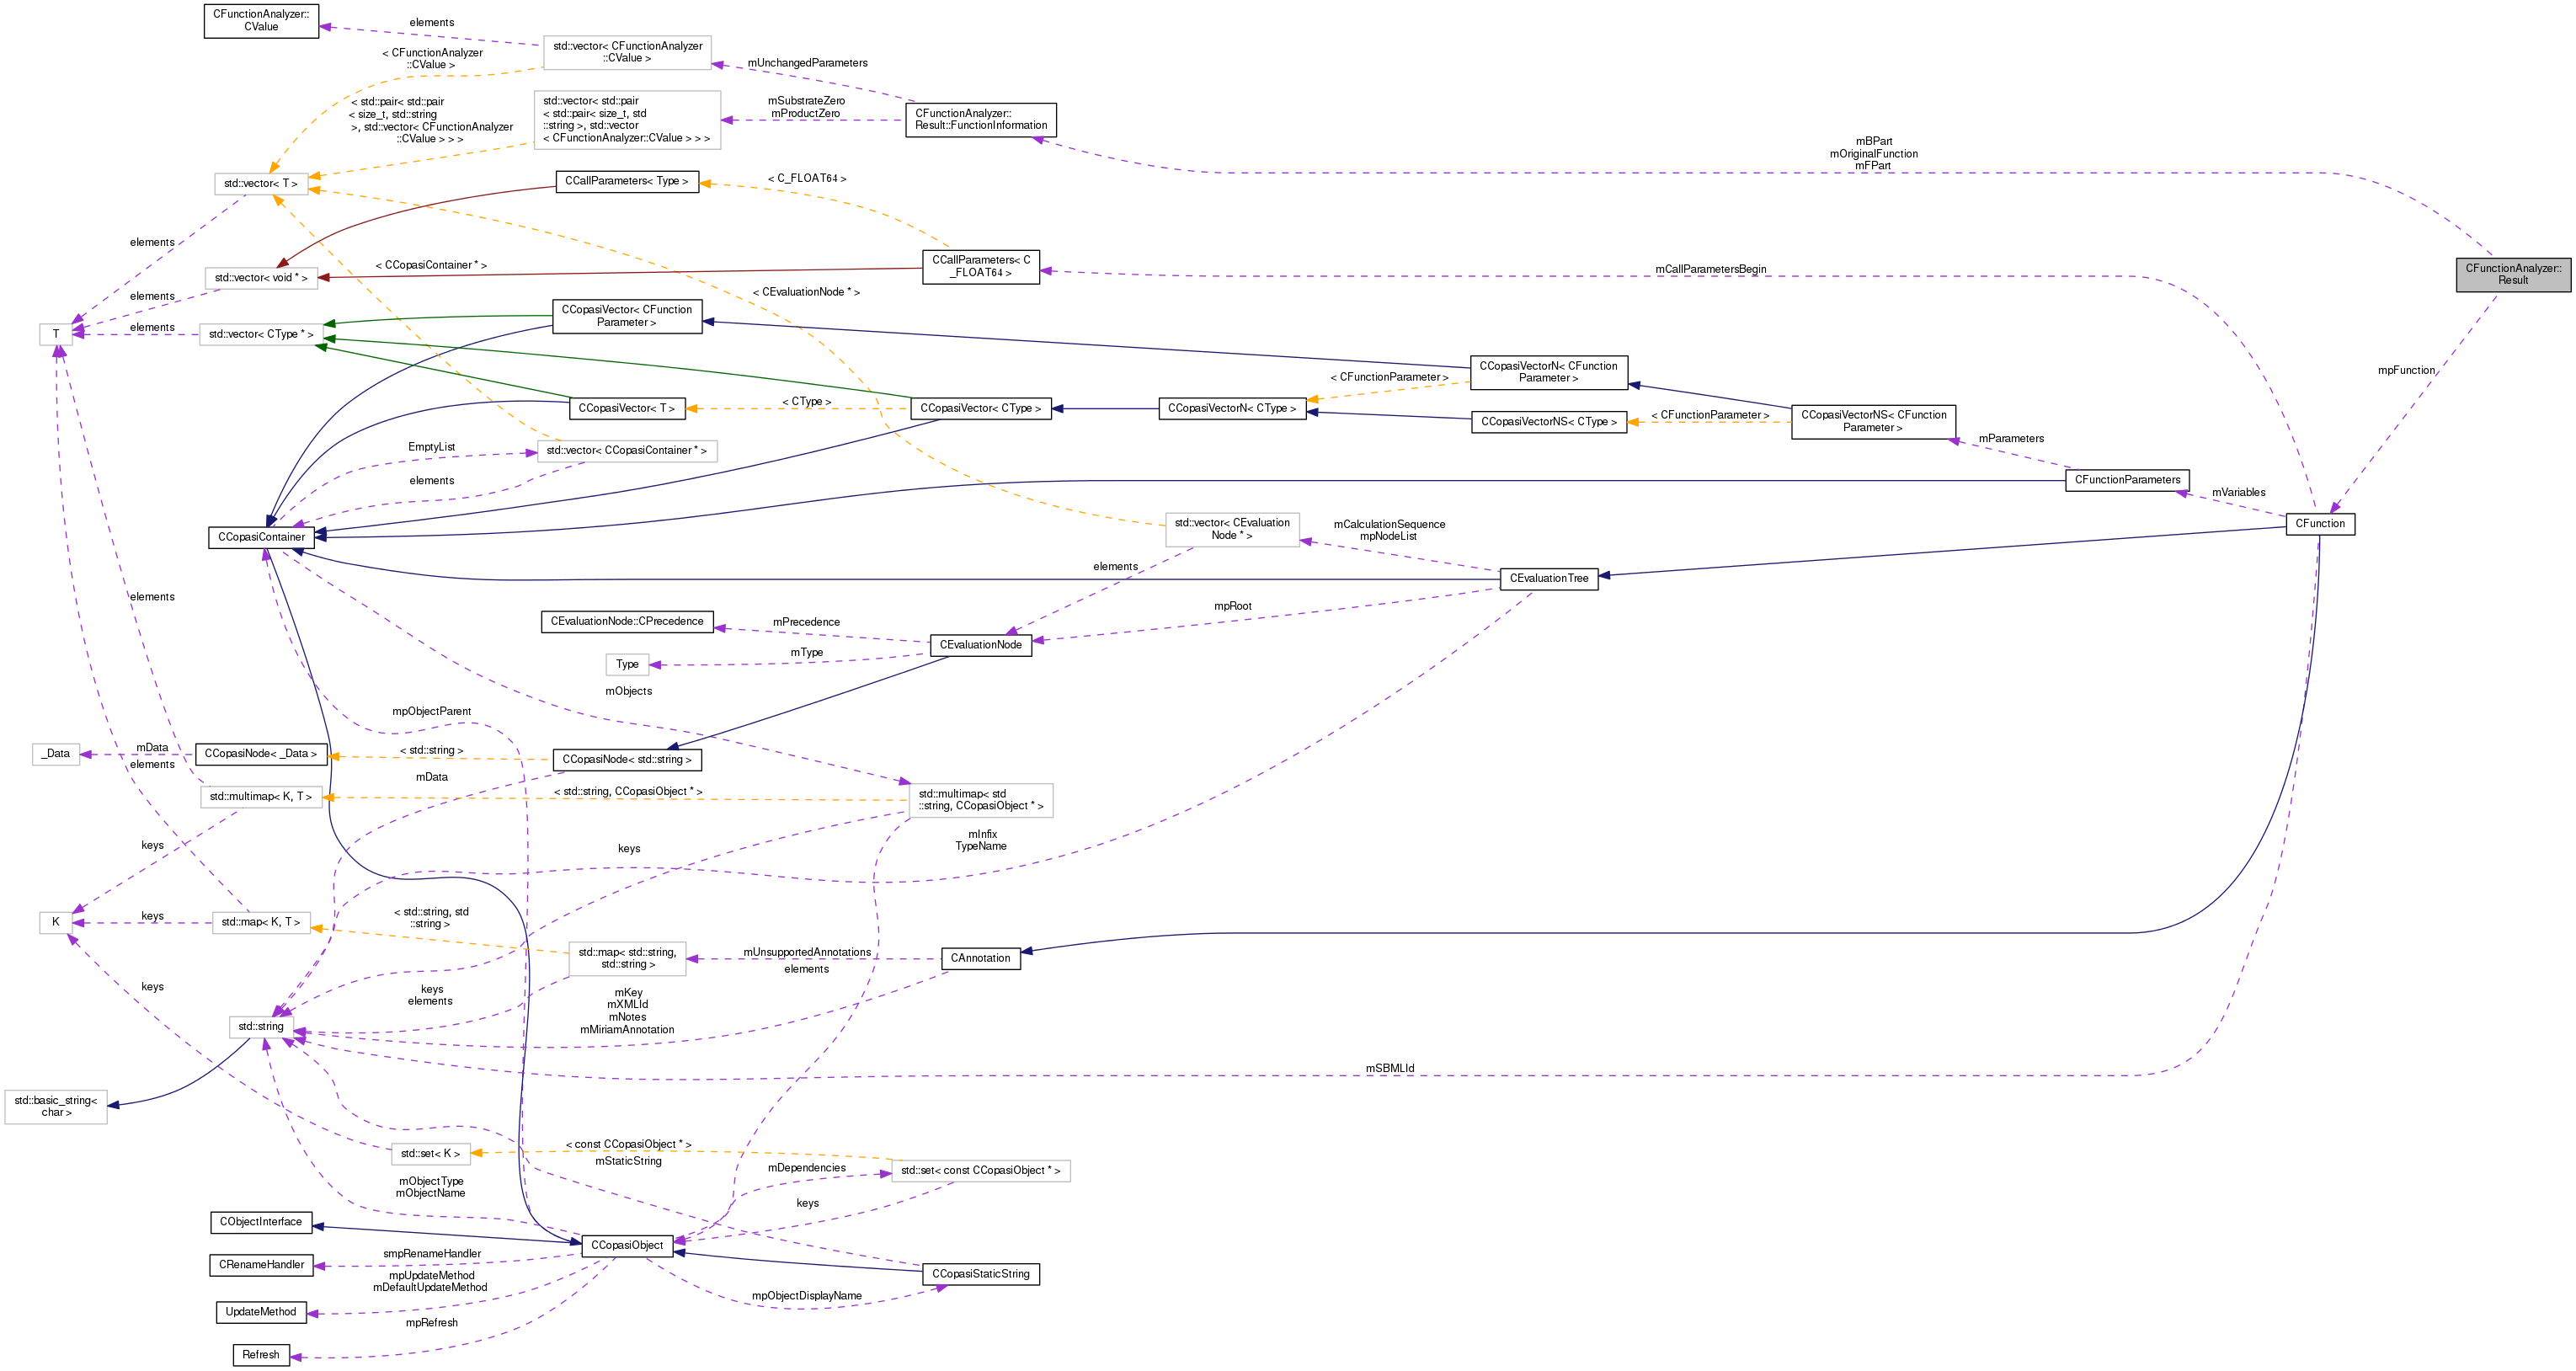 CFunctionAnalyzer::
CValue
elements
std::vector< CFunctionAnalyzer
::CValue >
< CFunctionAnalyzer
::CValue >
mUnchangedParameters
< std::pair< std::pair
< size_t, std::string
>, std::vector< CFunctionAnalyzer
::CValue > > >
std::vector< std::pair
< std::pair< size_t, std
::string >, std::vector
< CFunctionAnalyzer::CValue > > >
mSubstrateZero
mProductZero
CFunctionAnalyzer::
Result::FunctionInformation
mBPart
mOriginalFunction
mFPart
std::vector< T >
CCallParameters< Type >
< C_FLOAT64 >
elements
std::vector< void * >
< CCopasiContainer * >
CCallParameters< C
_FLOAT64 >
mCallParametersBegin
CFunctionAnalyzer::
Result
elements
< CEvaluationNode * >
T
elements
std::vector< CType * >
CCopasiVector< CFunction
Parameter >
CCopasiVectorN< CFunction
Parameter >
mpFunction
< CFunctionParameter >
CCopasiVector< T >
< CType >
CCopasiVector< CType >
CCopasiVectorN< CType >
CCopasiVectorNS< CType >
< CFunctionParameter >
CCopasiVectorNS< CFunction
Parameter >
EmptyList
std::vector< CCopasiContainer * >
elements
mParameters
CFunctionParameters
mVariables
CCopasiContainer
std::vector< CEvaluation
Node * >
mCalculationSequence
mpNodeList
CFunction
elements
CEvaluationTree
elements
mpRoot
CEvaluationNode::CPrecedence
mPrecedence
CEvaluationNode
Type
mType
mObjects
mpObjectParent
_Data
mData
CCopasiNode< _Data >
< std::string >
CCopasiNode< std::string >
elements
mData
std::multimap< K, T >
< std::string, CCopasiObject * >
std::multimap< std
::string, CCopasiObject * >
keys
keys
mInfix
TypeName
K
keys
std::map< K, T >
< std::string, std
::string >
std::map< std::string,
std::string >
mUnsupportedAnnotations
CAnnotation
elements
keys
keys
elements
mKey
mXMLId
mNotes
mMiriamAnnotation
std::string
mSBMLId
std::basic_string<
char >
std::set< K >
< const CCopasiObject * >
mStaticString
mDependencies
std::set< const CCopasiObject * >
mObjectType
mObjectName
keys
CObjectInterface
CCopasiObject
smpRenameHandler
CRenameHandler
CCopasiStaticString
mpUpdateMethod
mDefaultUpdateMethod
mpObjectDisplayName
UpdateMethod
mpRefresh
Refresh